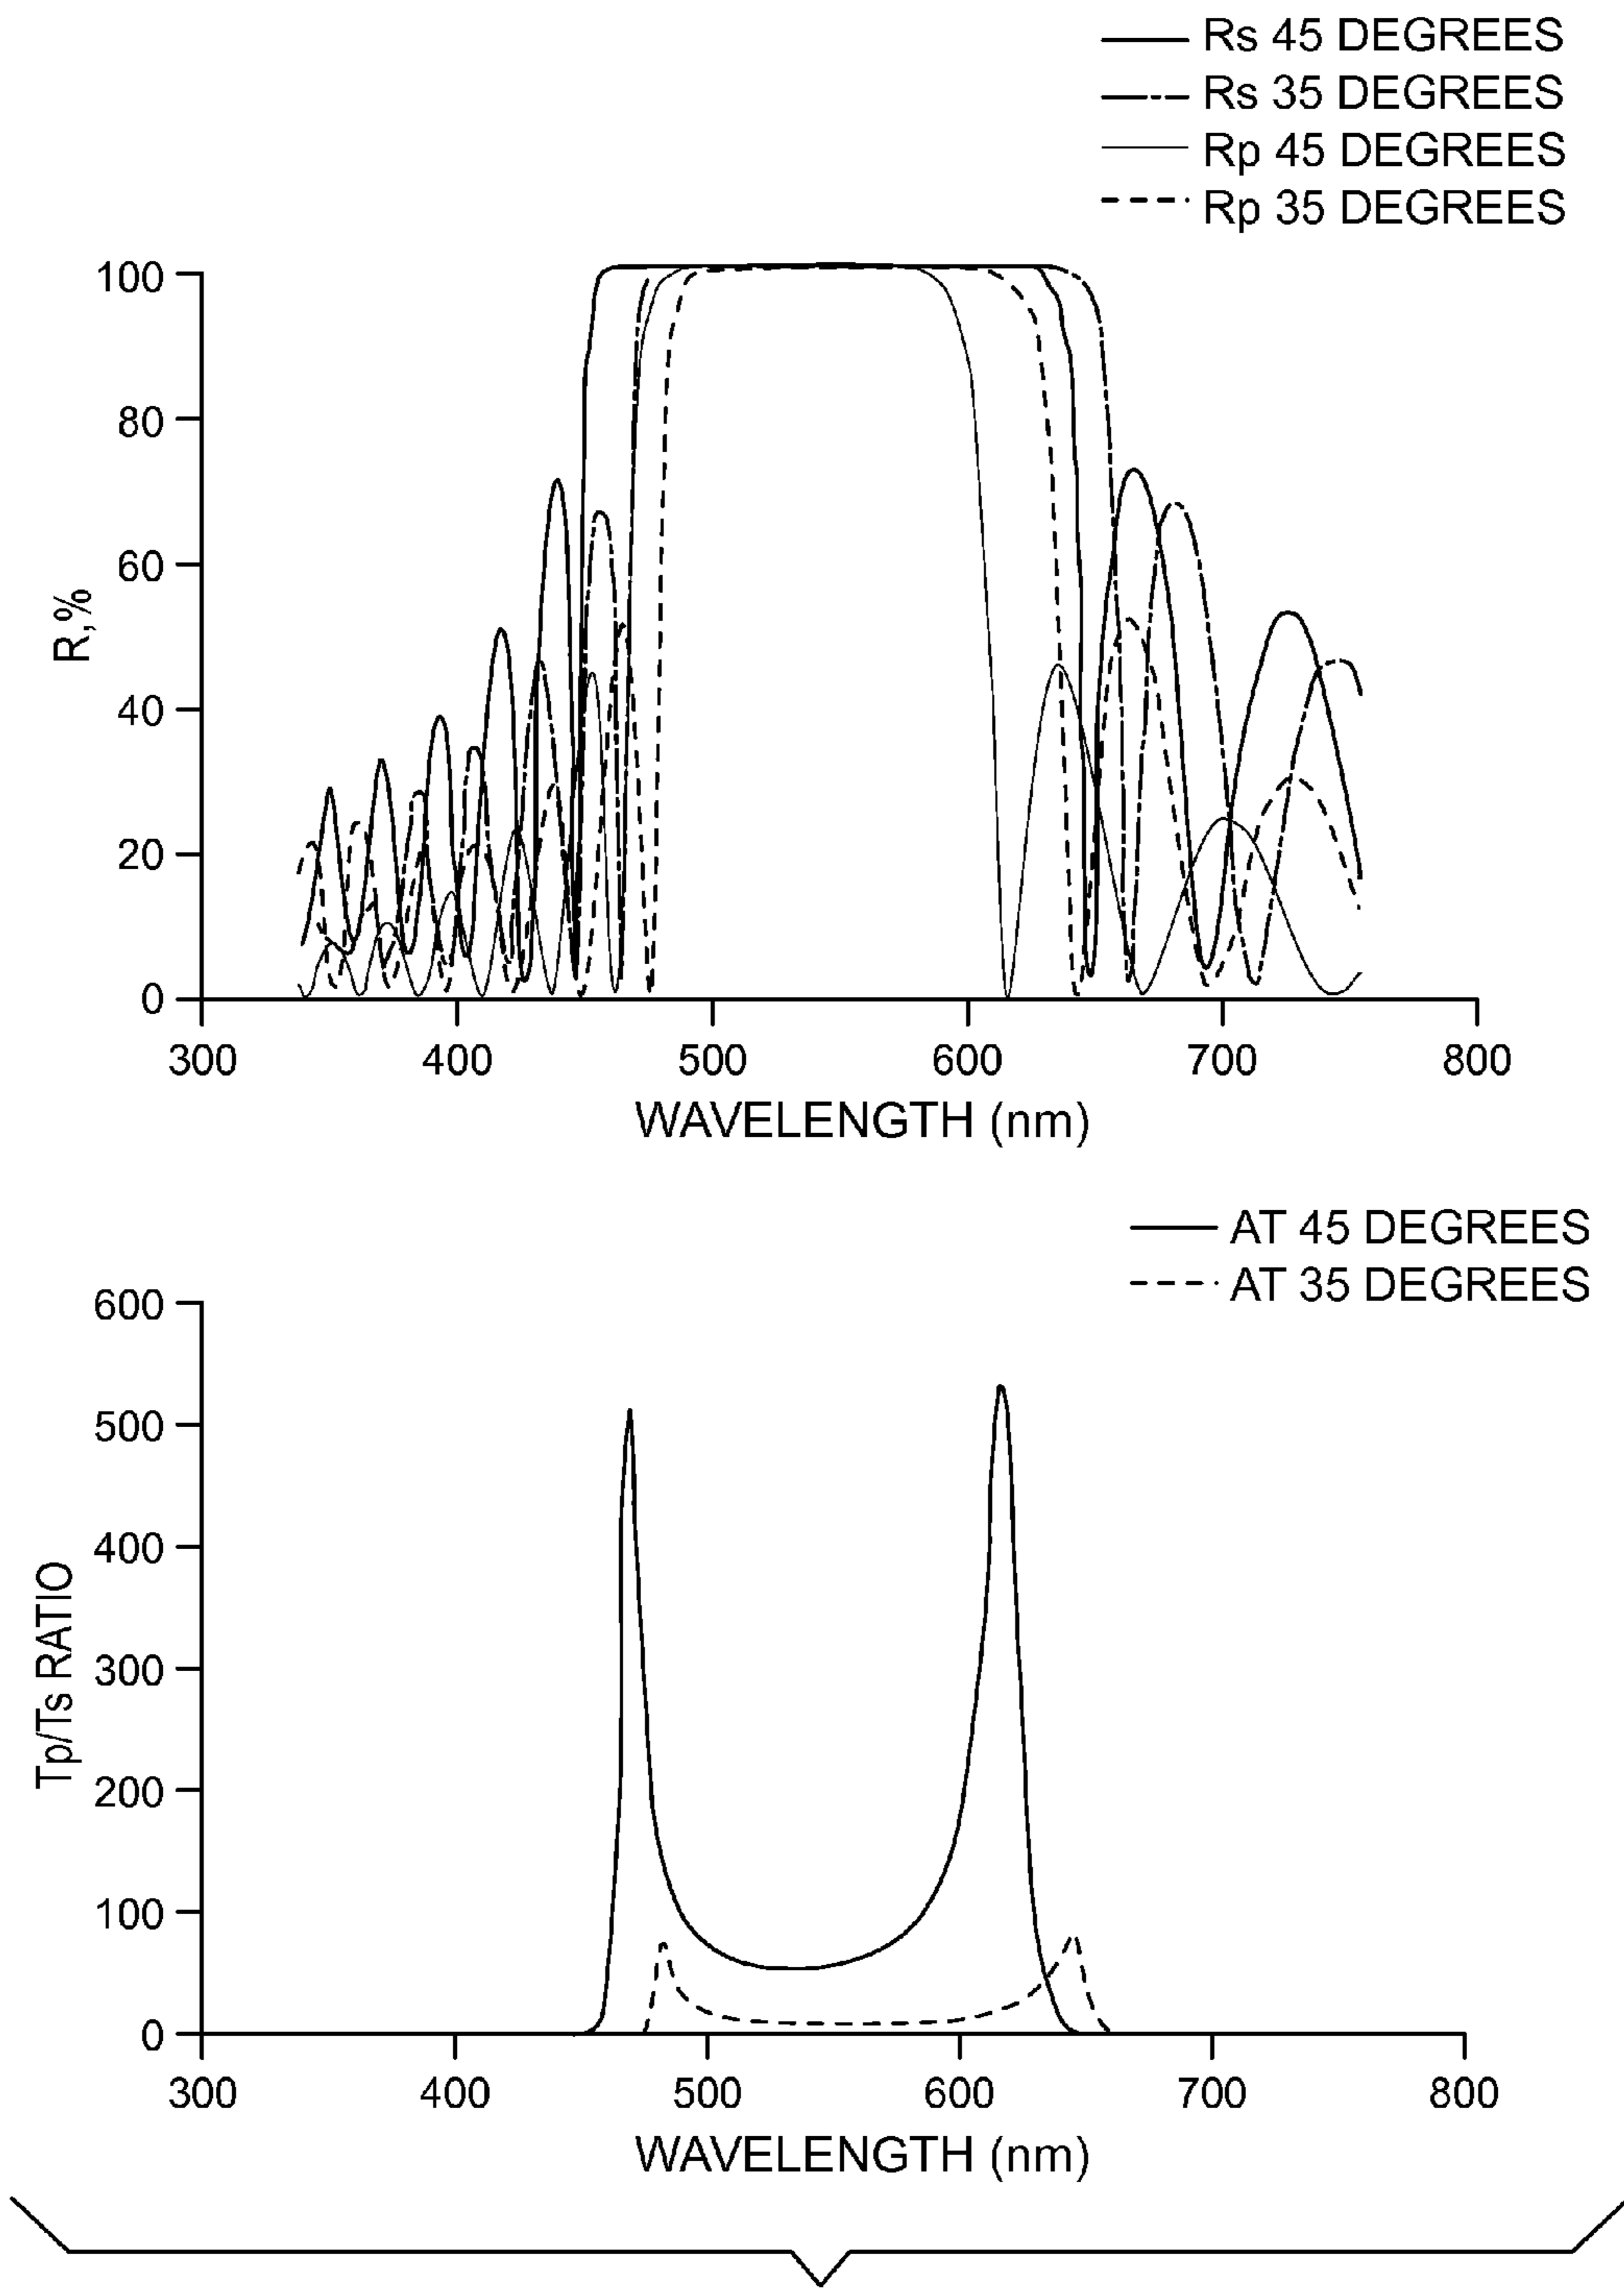 Rs 45 DEGREES
Rs 35 DEGREES
Rp 45 DEGREES
Rp 35 DEGREES
100
80
60
40
20
0
R,%
300 400 500 600 700 800
WAVELENGTH (nm)
AT 45 DEGREES
AT 35 DEGREES
600
500
400
300
200
100
0
Tp/Ts RATIO
300 400 500 600 700 800
WAVELENGTH (nm)